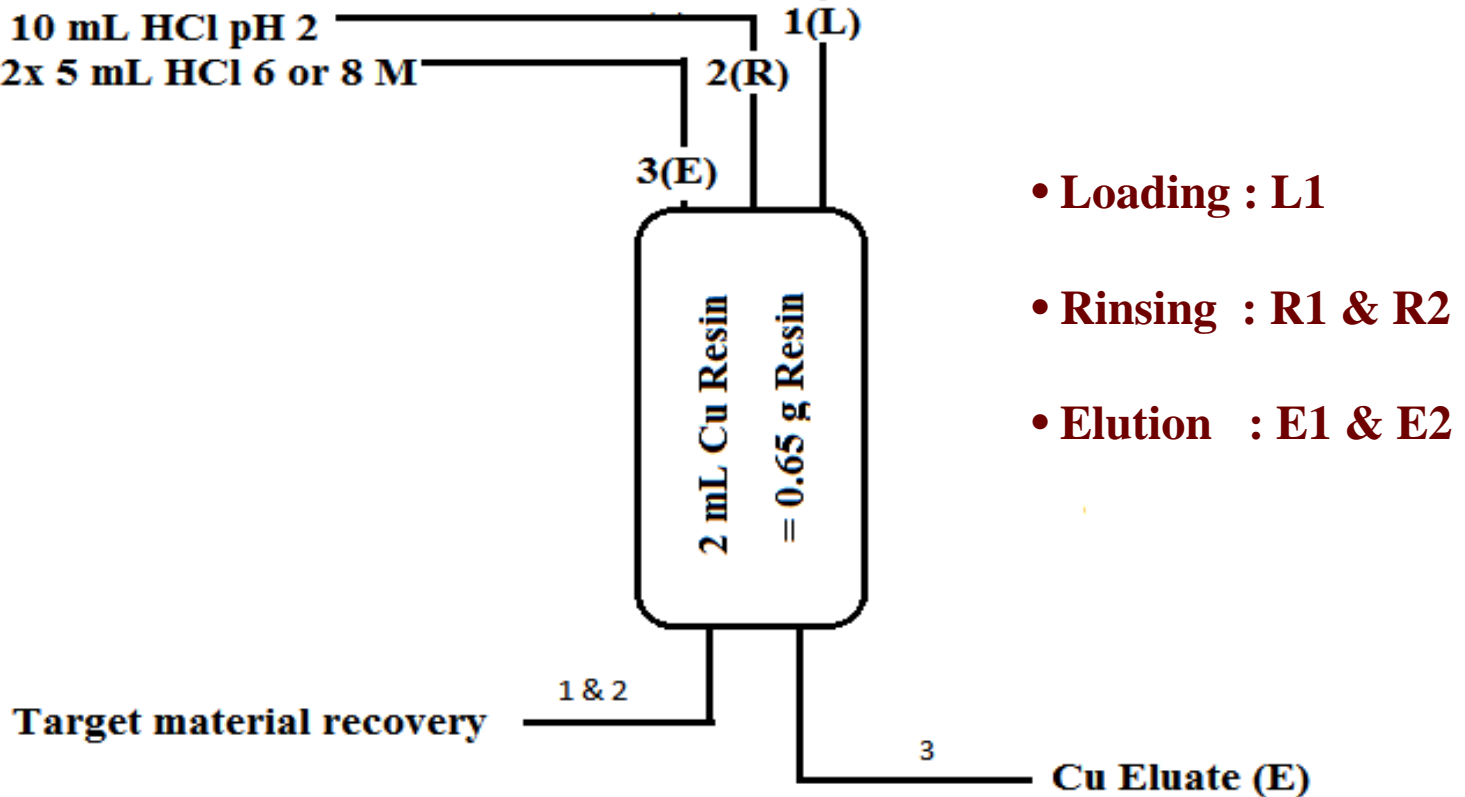 10 mL HCl pH 2
1(L)
2x 5 mL HCl 6 or 8 M
2(R)
3(E)
2 mL Cu Resin
= 0.65 g Resin
• Loading : L1
• Rinsing : R1 & R2
• Elution : E1 & E2
1 & 2
Target material recovery
3
Cu Eluate (E)